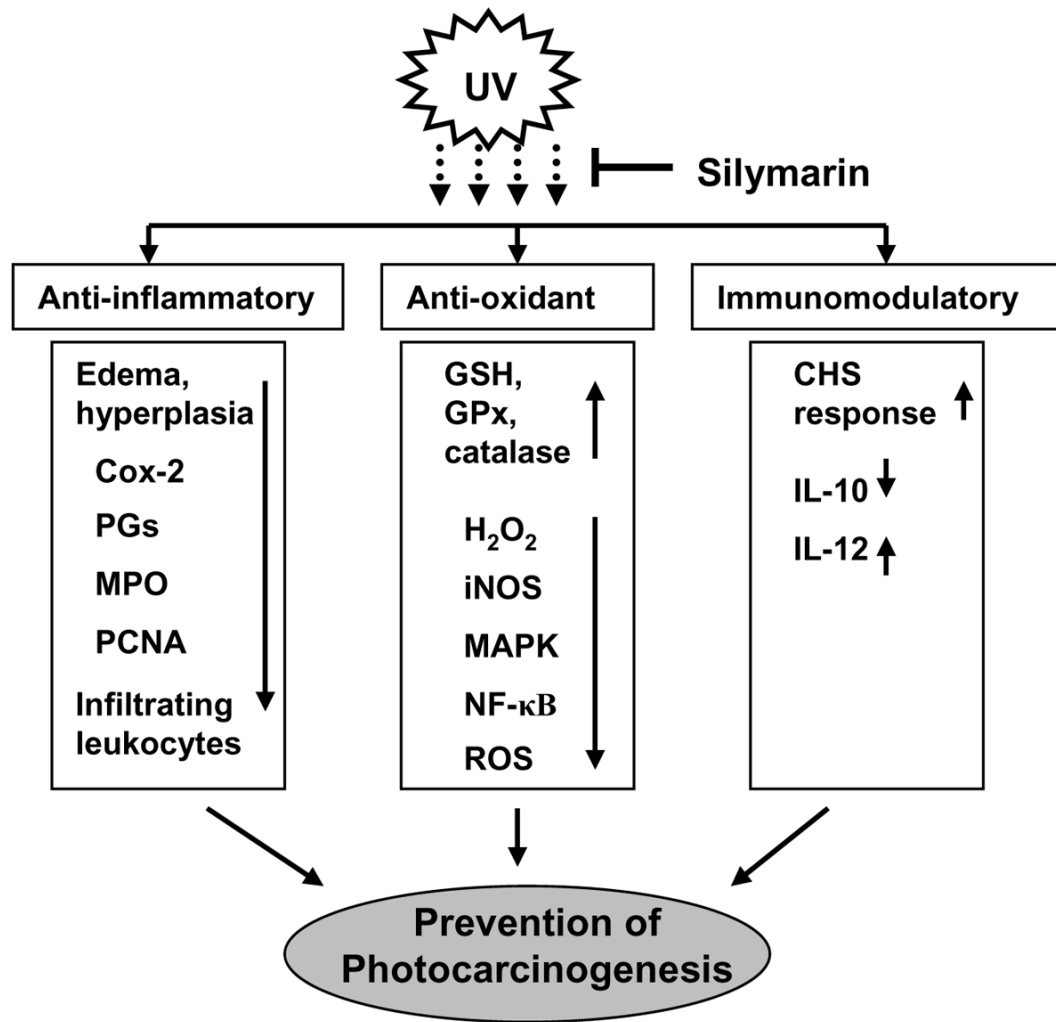 UV
Silymarin
Anti-inflammatory
Anti-oxidant
Immunomodulatory
Edema,
hyperplasia
Cox-2
PGs
MPO
PCNA
Infiltrating
leukocytes
GSH,
GPx,
catalase
H₂O₂
iNOS
MAPK
NF-κB
ROS
CHS
response
IL-10
IL-12
Prevention of
Photocarcinogenesis